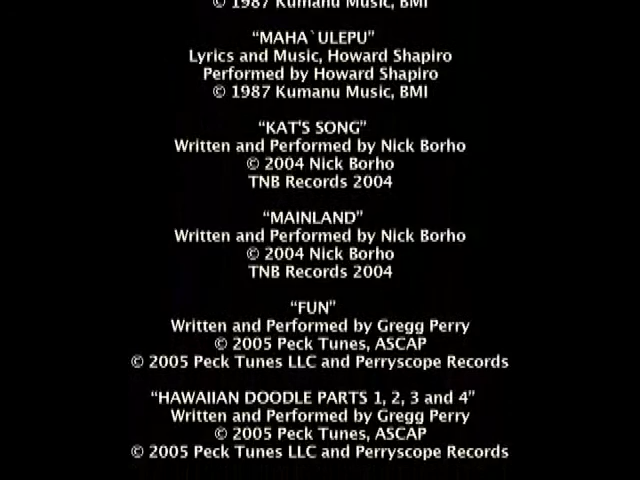 © 1987 Kumanu Music, BMI
“MAHA`ULEPU”
Lyrics and Music, Howard Shapiro
Performed by Howard Shapiro
© 1987 Kumanu Music, BMI
“KAT'S SONG”
Written and Performed by Nick Borho
© 2004 Nick Borho
TNB Records 2004
“MAINLAND”
Written and Performed by Nick Borho
© 2004 Nick Borho
TNB Records 2004
“FUN”
Written and Performed by Gregg Perry
© 2005 Peck Tunes, ASCAP
© 2005 Peck Tunes LLC and Perryscope Records
“HAWAIIAN DOODLE PARTS 1, 2, 3 and 4”
Written and Performed by Gregg Perry
© 2005 Peck Tunes, ASCAP
© 2005 Peck Tunes LLC and Perryscope Records